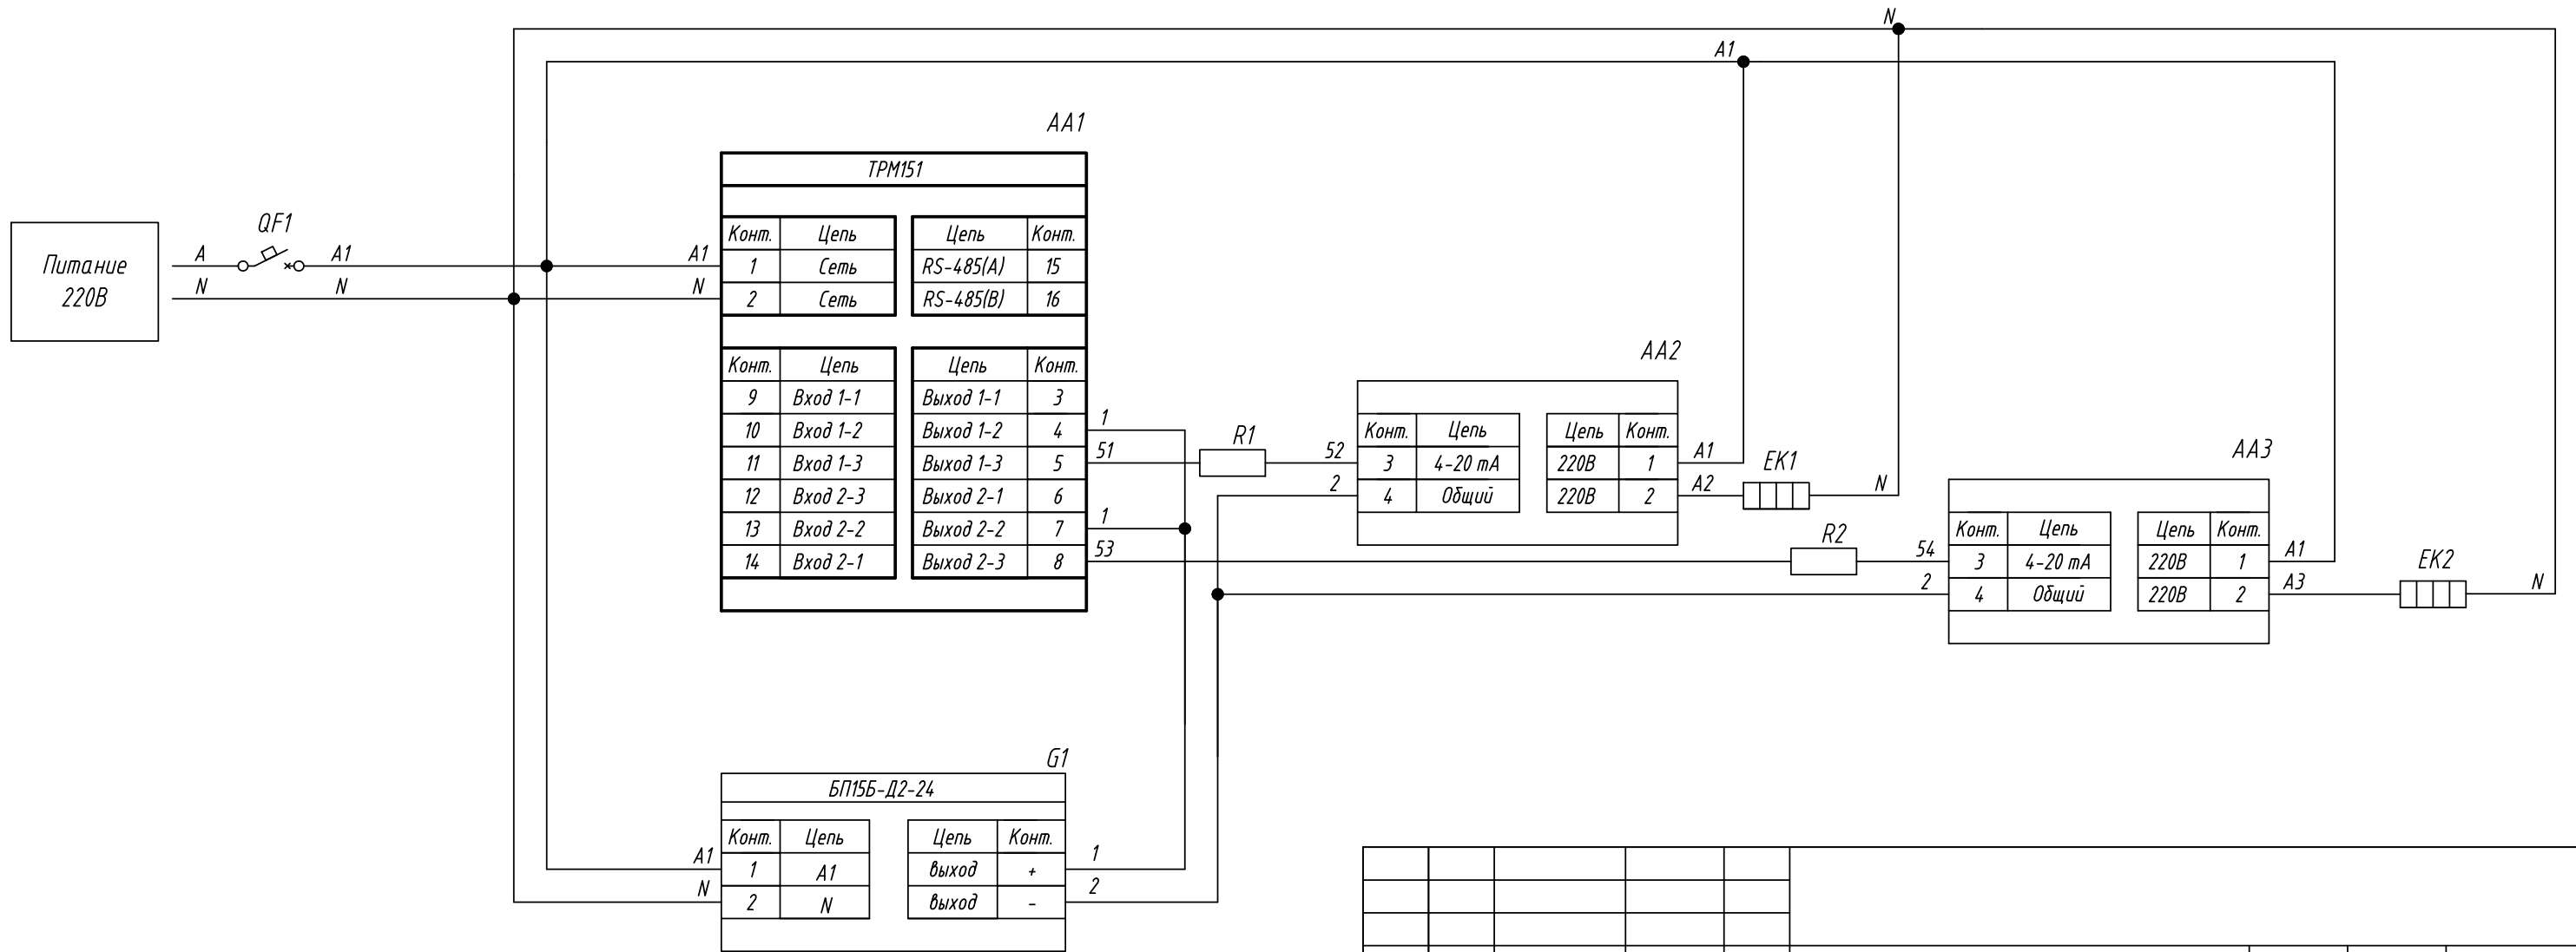 N
A1
AA1
ТРМ151
QF1
Питание
220В
A
A1
A1
N
N
N
Конт. Цепь Цепь Конт.
1 Сеть RS-485(A) 15
2 Сеть RS-485(B) 16
Конт. Цепь Цепь Конт.
9 Вход 1-1 Выход 1-1 3
10 Вход 1-2 Выход 1-2 4
11 Вход 1-3 Выход 1-3 5
12 Вход 2-3 Выход 2-1 6
13 Вход 2-2 Выход 2-2 7
14 Вход 2-1 Выход 2-3 8
1
51
1
53
R1
52
2
AA2
Конт. Цепь Цепь Конт.
3 4-20 mA 220В 1
4 Общий 220В 2
A1
A2
EK1
N
R2
54
2
AA3
Конт. Цепь Цепь Конт.
3 4-20 mA 220В 1
4 Общий 220В 2
A1
A3
EK2
N
G1
БП15Б-Д2-24
Конт. Цепь Цепь Конт.
1 A1 выход +
2 N выход -
A1
N
1
2